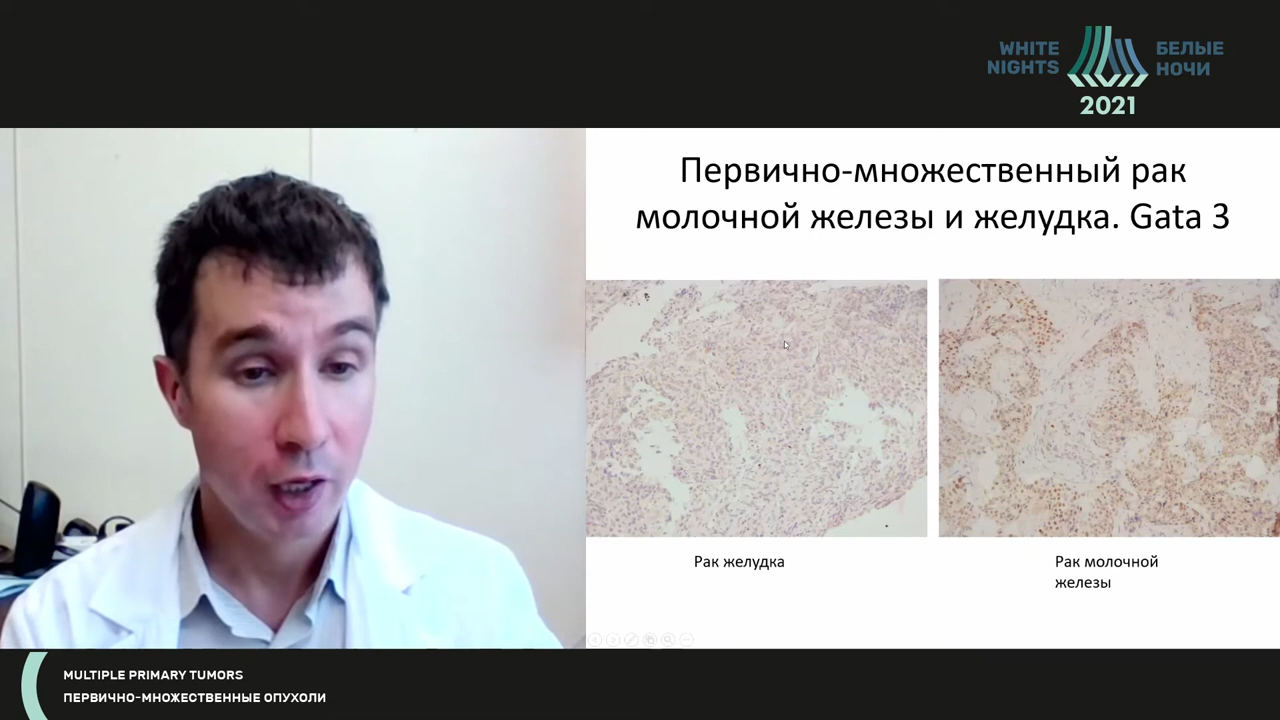 WHITE
NIGHTS
БЕЛЫЕ
НОЧИ
2021
Первично-множественный рак
молочной железы и желудка. Gata 3
Рак желудка
Рак молочной
железы
MULTIPLE PRIMARY TUMORS
ПЕРВИЧНО-МНОЖЕСТВЕННЫЕ ОПУХОЛИ